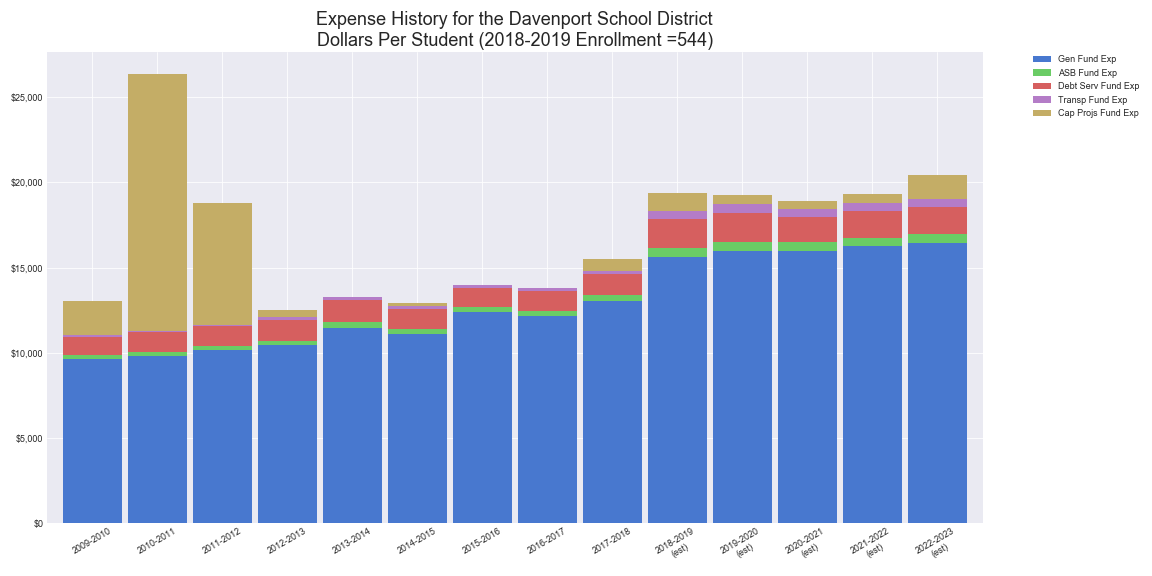 Expense History for the Davenport School District
Dollars Per Student (2018-2019 Enrollment =544)
Gen Fund Exp
ASB Fund Exp
Debt Serv Fund Exp
Transp Fund Exp
Cap Projs Fund Exp
$25,000
$20,000
$15,000
$10,000
$5,000
$0
2009-2010
2010-2011
2011-2012
2012-2013
2013-2014
2014-2015
2015-2016
2016-2017
2017-2018
2018-2019
(est)
2019-2020
(est)
2020-2021
(est)
2021-2022
(est)
2022-2023
(est)